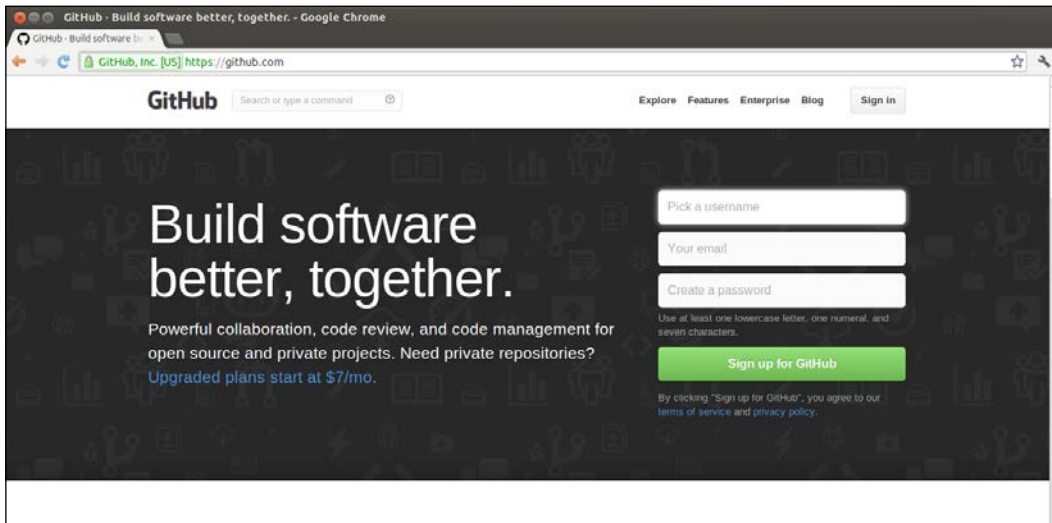 GitHub · Build software better, together. - Google Chrome
GitHub · Build software be
GitHub, Inc. [US] https://github.com
GitHub Search or type a command Explore Features Enterprise Blog Sign in
Build software
better, together.
Powerful collaboration, code review, and code management for
open source and private projects. Need private repositories?
Upgraded plans start at $7/mo.
Pick a username
Your email
Create a password
Use at least one lowercase letter, one numeral, and
seven characters.
Sign up for GitHub
By clicking "Sign up for GitHub", you agree to our
terms of service and privacy policy.